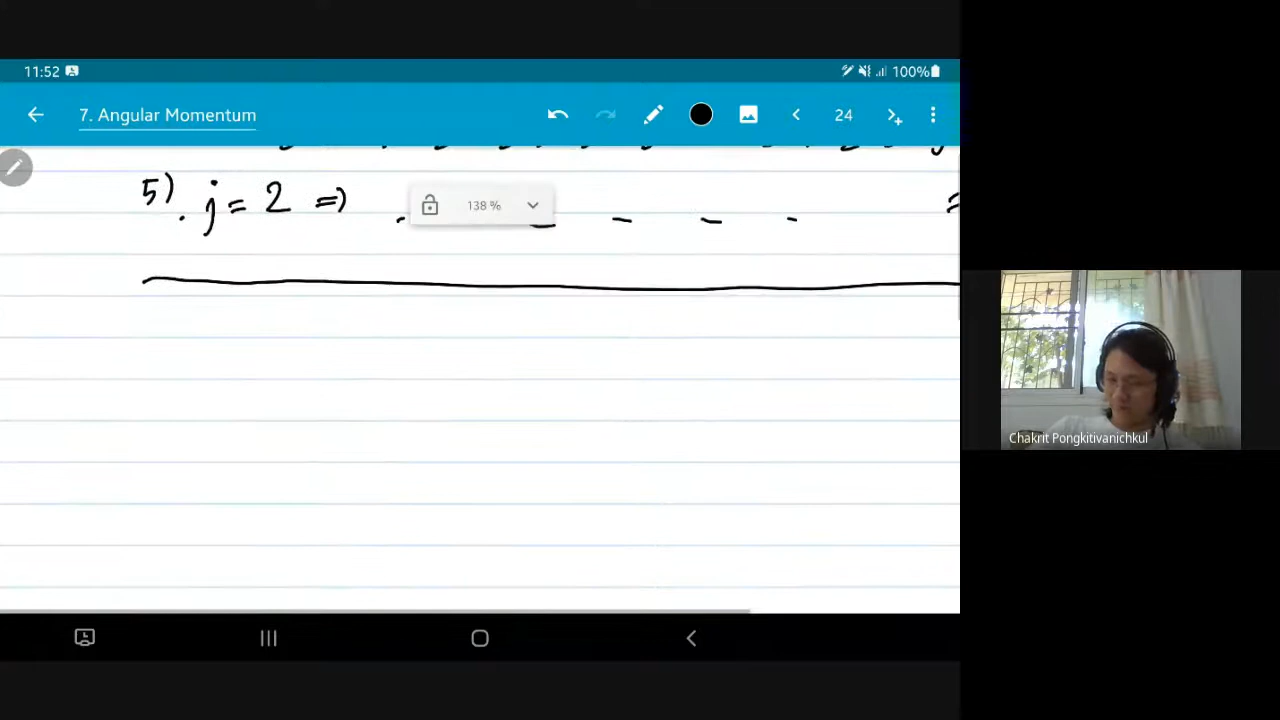 11:52 100%
7. Angular Momentum 24
5) . j = 2 ⇒ . _ _ _ . =
138 %
Chakrit Pongkitivanichkul